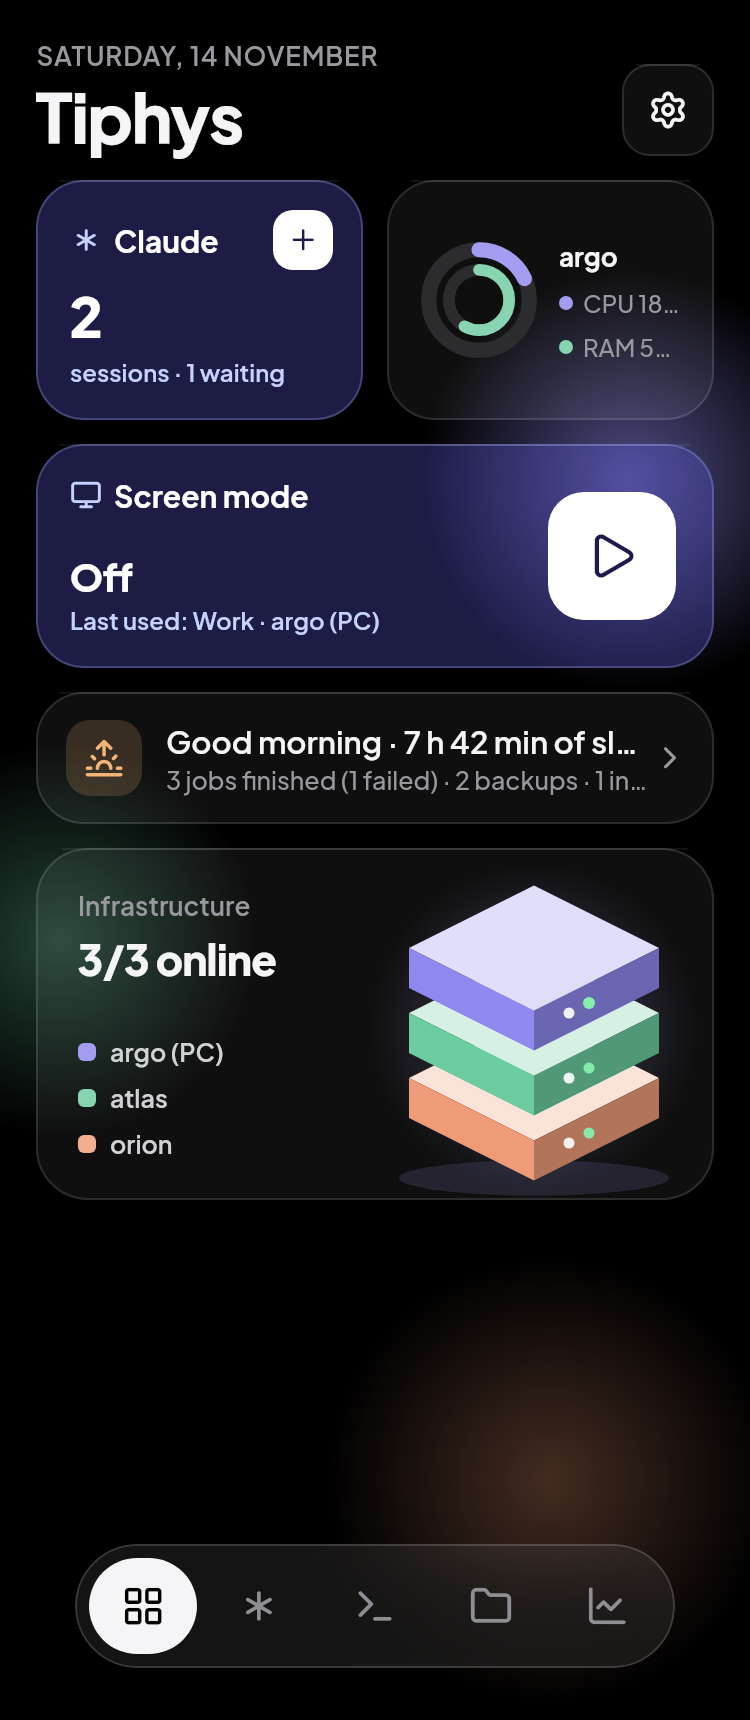 SATURDAY, 14 NOVEMBER
Tiphys
Claude
2
sessions · 1 waiting
argo
CPU 18…
RAM 5…
Screen mode
Off
Last used: Work · argo (PC)
Good morning · 7 h 42 min of sl…
3 jobs finished (1 failed) · 2 backups · 1 in…
Infrastructure
3/3 online
argo (PC)
atlas
orion